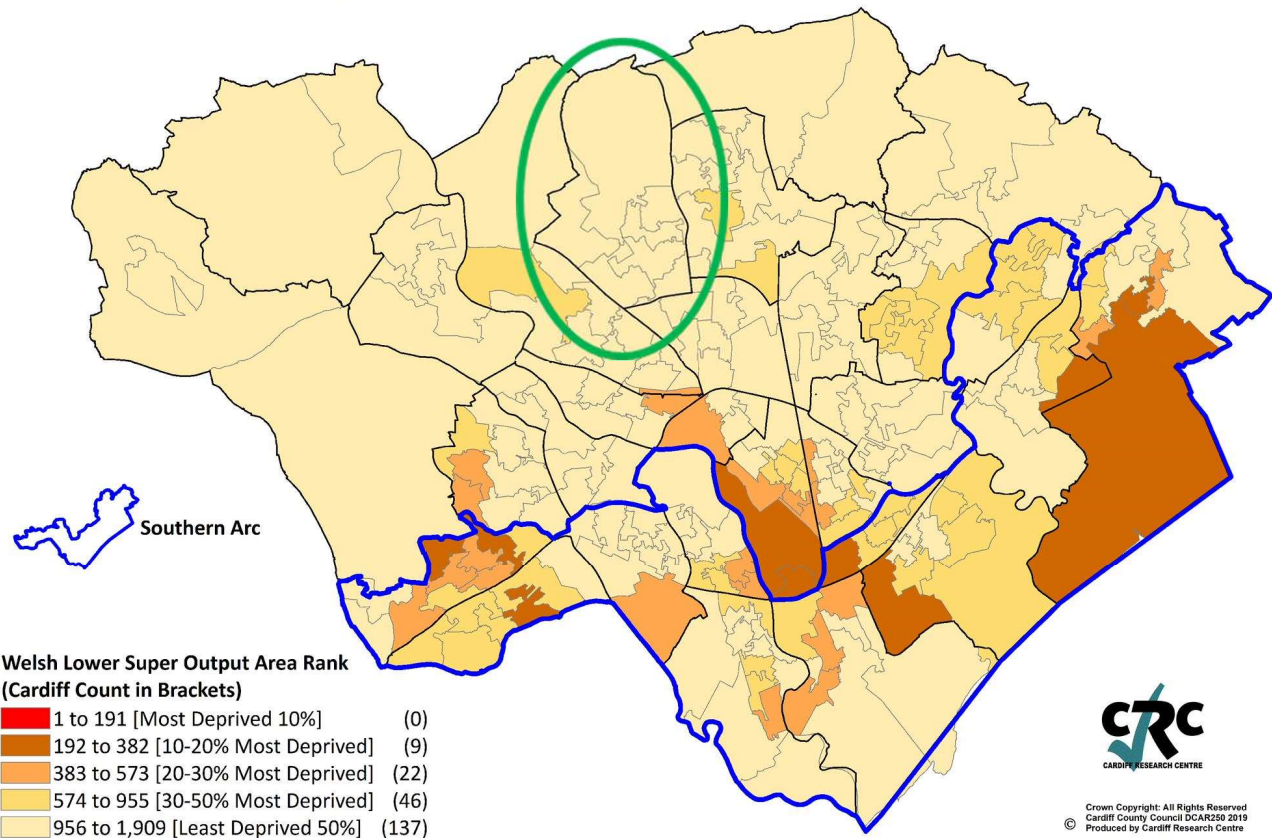 Southern Arc
Welsh Lower Super Output Area Rank
(Cardiff Count in Brackets)
1 to 191 [Most Deprived 10%] (0)
192 to 382 [10-20% Most Deprived] (9)
383 to 573 [20-30% Most Deprived] (22)
574 to 955 [30-50% Most Deprived] (46)
956 to 1,909 [Least Deprived 50%] (137)
CRC
CARDIFF RESEARCH CENTRE
Crown Copyright: All Rights Reserved
Cardiff County Council DCAR250 2019
© Produced by Cardiff Research Centre